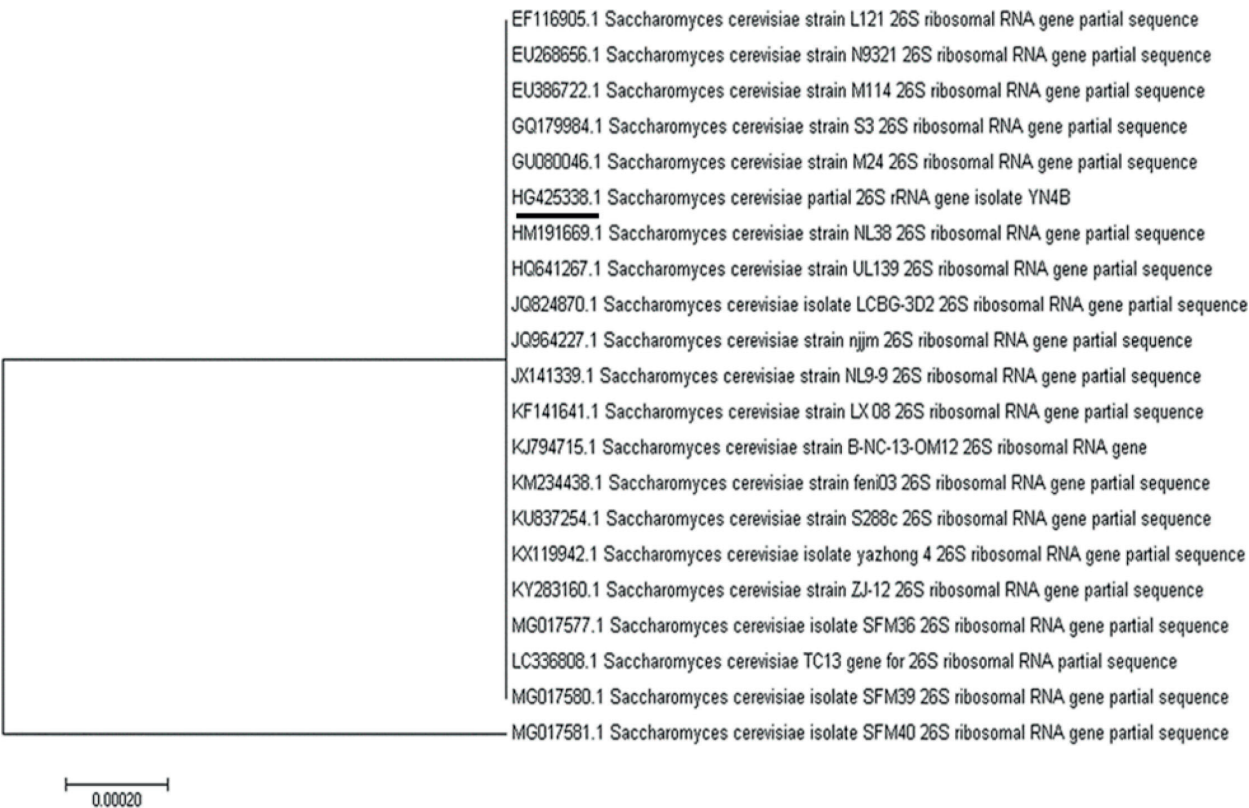 EF116905.1 Saccharomyces cerevisiae strain L121 26S ribosomal RNA gene partial sequence
EU268656.1 Saccharomyces cerevisiae strain N9321 26S ribosomal RNA gene partial sequence
EU386722.1 Saccharomyces cerevisiae strain M114 26S ribosomal RNA gene partial sequence
GQ179984.1 Saccharomyces cerevisiae strain S3 26S ribosomal RNA gene partial sequence
GU080046.1 Saccharomyces cerevisiae strain M24 26S ribosomal RNA gene partial sequence
HG425338.1 Saccharomyces cerevisiae partial 26S rRNA gene isolate YN4B
HM191669.1 Saccharomyces cerevisiae strain NL38 26S ribosomal RNA gene partial sequence
HQ641267.1 Saccharomyces cerevisiae strain UL139 26S ribosomal RNA gene partial sequence
JQ824870.1 Saccharomyces cerevisiae isolate LCBG-3D2 26S ribosomal RNA gene partial sequence
JQ964227.1 Saccharomyces cerevisiae strain njjm 26S ribosomal RNA gene partial sequence
JX141339.1 Saccharomyces cerevisiae strain NL9-9 26S ribosomal RNA gene partial sequence
KF141641.1 Saccharomyces cerevisiae strain LX 08 26S ribosomal RNA gene partial sequence
KJ794715.1 Saccharomyces cerevisiae strain B-NC-13-OM12 26S ribosomal RNA gene
KM234438.1 Saccharomyces cerevisiae strain feni03 26S ribosomal RNA gene partial sequence
KU837254.1 Saccharomyces cerevisiae strain S288c 26S ribosomal RNA gene partial sequence
KX119942.1 Saccharomyces cerevisiae isolate yazhong 4 26S ribosomal RNA gene partial sequence
KY283160.1 Saccharomyces cerevisiae strain ZJ-12 26S ribosomal RNA gene partial sequence
MG017577.1 Saccharomyces cerevisiae isolate SFM36 26S ribosomal RNA gene partial sequence
LC336808.1 Saccharomyces cerevisiae TC13 gene for 26S ribosomal RNA partial sequence
MG017580.1 Saccharomyces cerevisiae isolate SFM39 26S ribosomal RNA gene partial sequence
MG017581.1 Saccharomyces cerevisiae isolate SFM40 26S ribosomal RNA gene partial sequence
0.00020